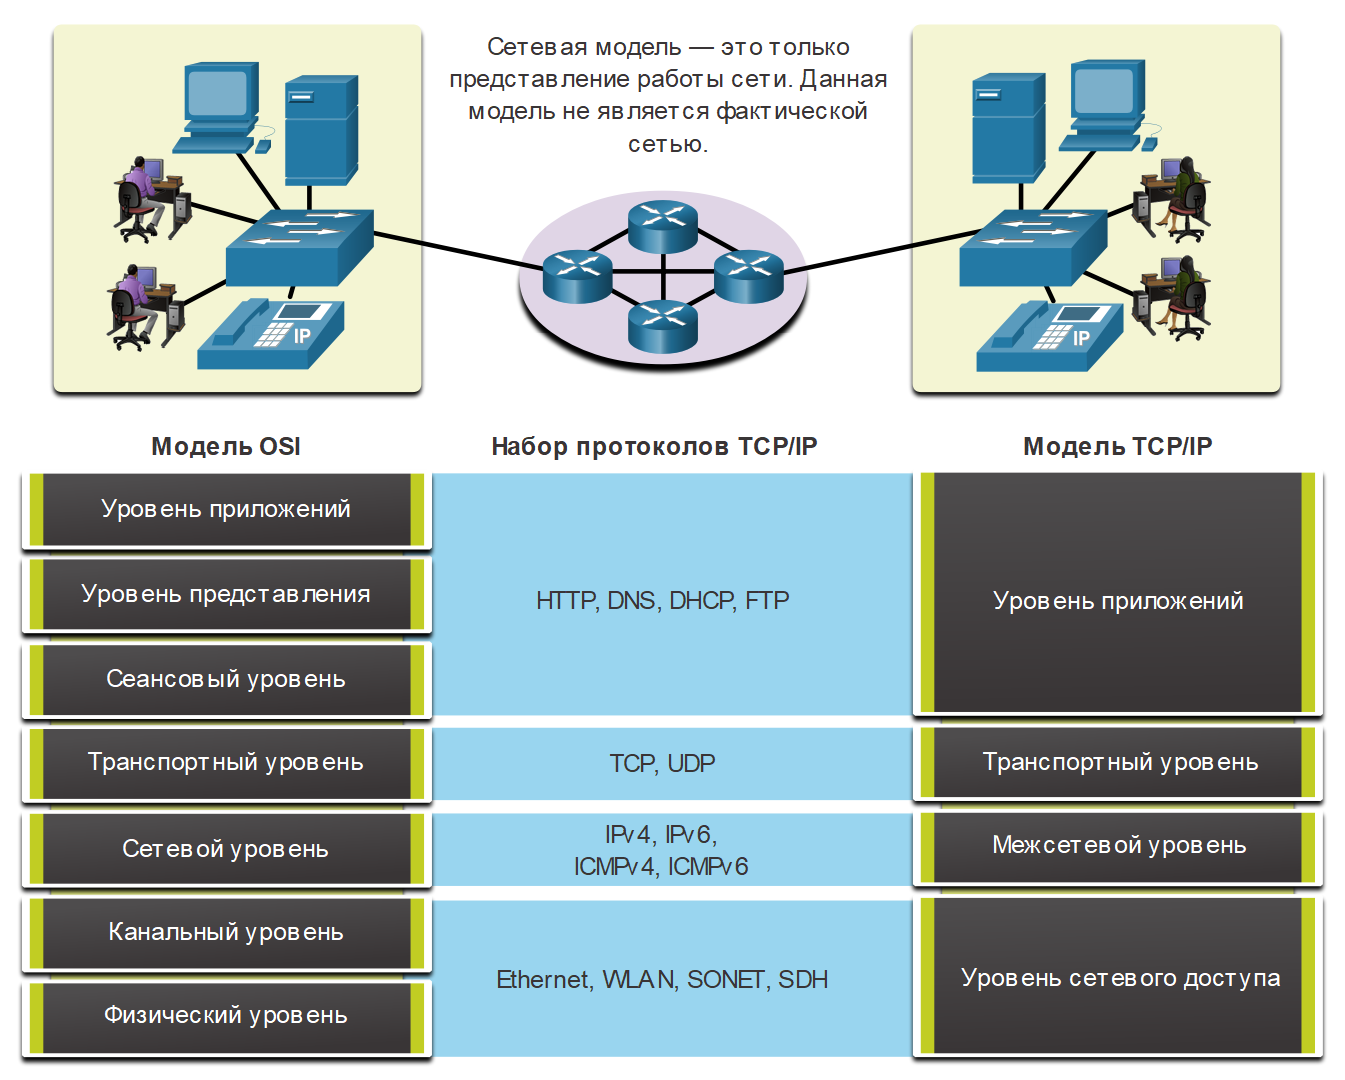 Сетевая модель — это только
представление работы сети. Данная
модель не является фактической
сетью.
IP
IP
Модель OSI
Набор протоколов TCP/IP
Модель TCP/IP
Уровень приложений
Уровень представления
Сеансовый уровень
HTTP, DNS, DHCP, FTP
Уровень приложений
Транспортный уровень
TCP, UDP
Транспортный уровень
Сетевой уровень
IPv4, IPv6,
ICMPv4, ICMPv6
Межсетевой уровень
Канальный уровень
Физический уровень
Ethernet, WLAN, SONET, SDH
Уровень сетевого доступа